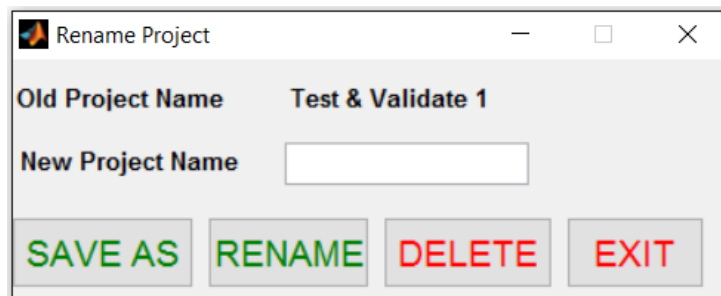 Rename Project
Old Project Name Test & Validate 1
New Project Name
SAVE AS RENAME DELETE EXIT